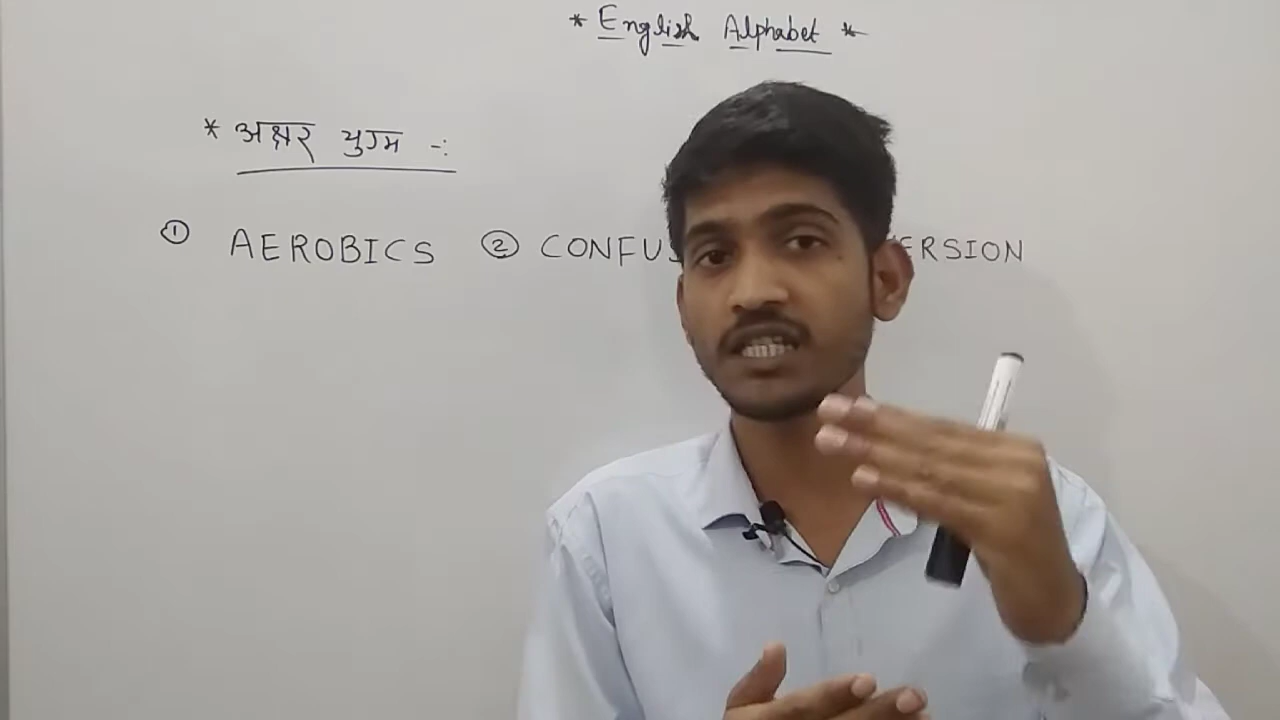 * English Alphabet *
* अक्षर युग्म -:
① AEROBICS ② CONFUS ERSION